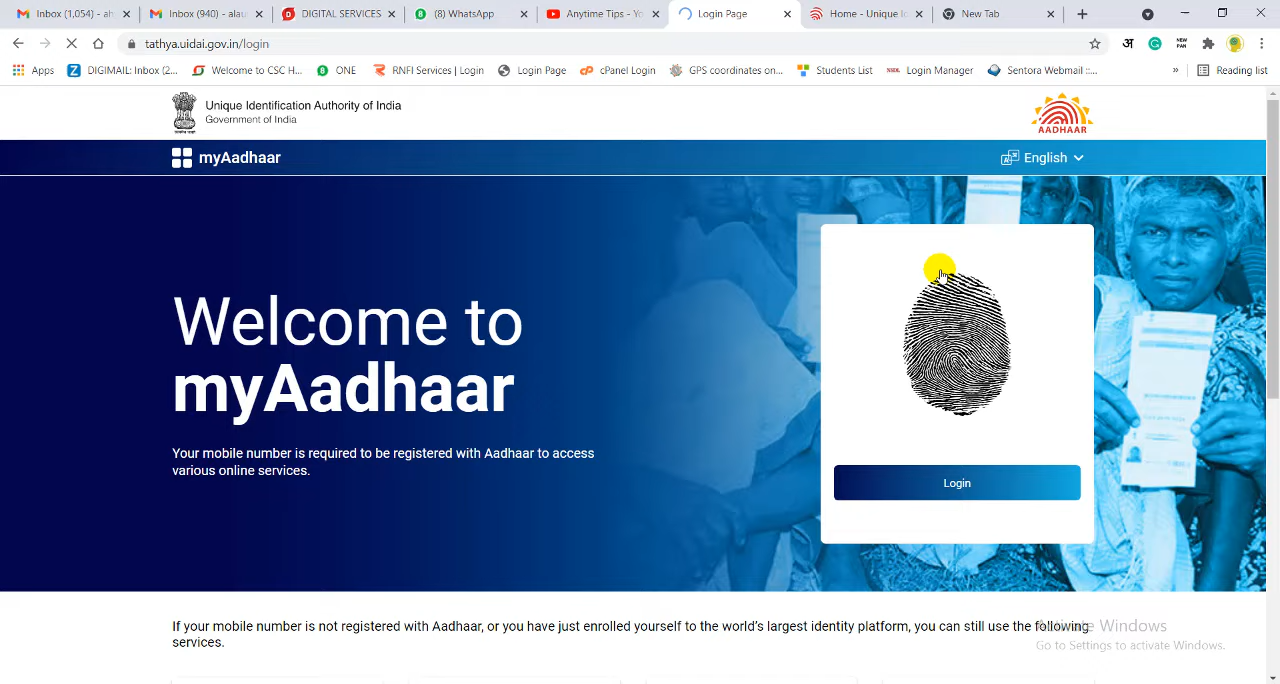 Inbox (1,054) - alau
Inbox (940) - alaut
DIGITAL SERVICES
(8) WhatsApp
Anytime Tips - Yo
Login Page
Home - Unique Id
New Tab
tathya.uidai.gov.in/login
अ
NEW PAN
Apps
DIGIMAIL: Inbox (2...
Welcome to CSC H...
ONE
RNFI Services | Login
Login Page
cPanel Login
GPS coordinates on...
Students List
NSDL
Login Manager
Sentora Webmail ::...
»
Reading list
Unique Identification Authority of India
Government of India
AADHAAR
myAadhaar
English
Welcome to
myAadhaar
Your mobile number is required to be registered with Aadhaar to access
various online services.
Login
If your mobile number is not registered with Aadhaar, or you have just enrolled yourself to the world's largest identity platform, you can still use the following
services.
Activate Windows
Go to Settings to activate Windows.